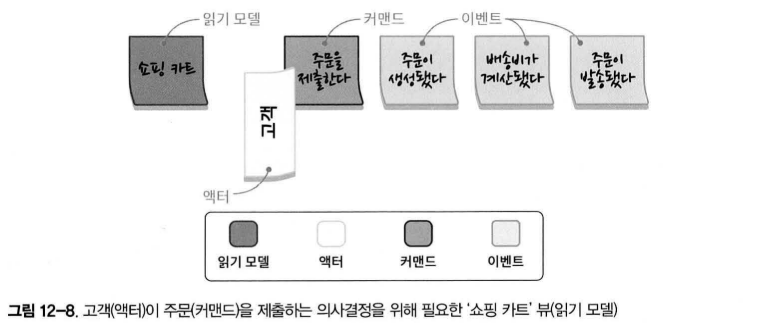 읽기 모델
커맨드
이벤트
쇼핑 카트
주문을
제출한다
주문이
생성됐다
배송비가
계산됐다
주문이
발송됐다
고객
액터
읽기 모델
액터
커맨드
이벤트
그림 12-8. 고객(액터)이 주문(커맨드)을 제출하는 의사결정을 위해 필요한 '쇼핑 카트' 뷰(읽기 모델)